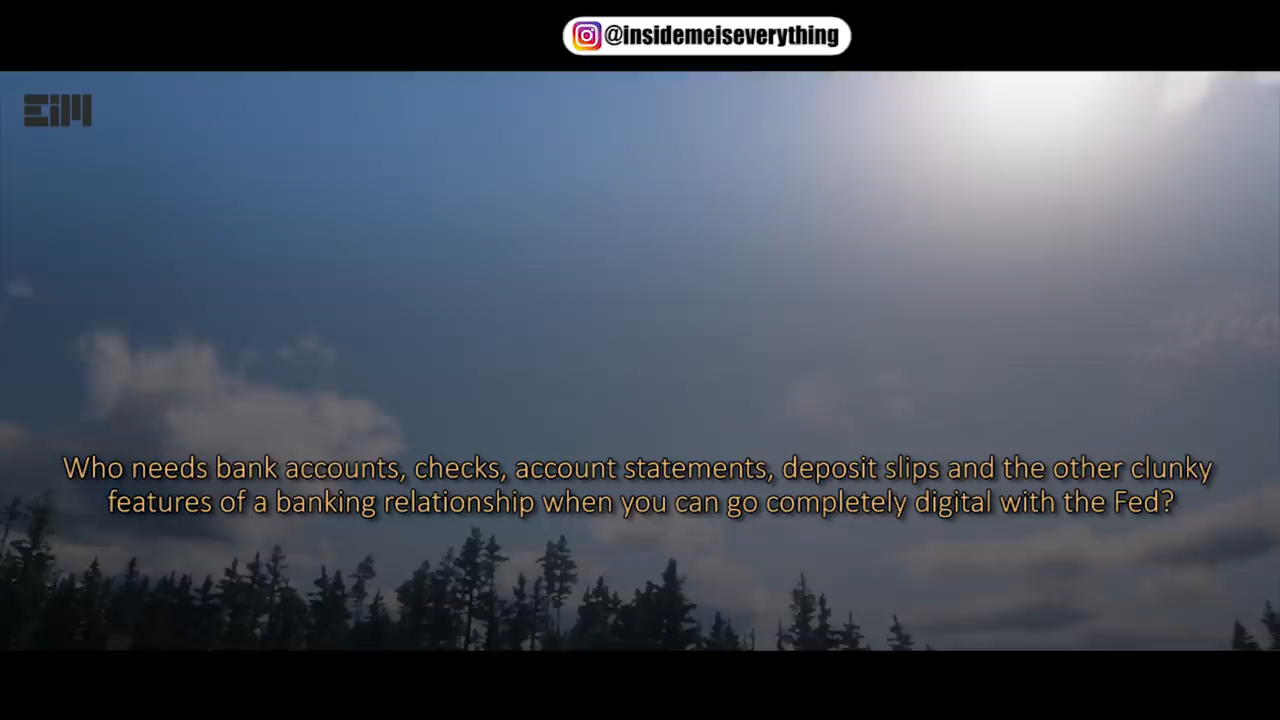 @insidemeiseverything
EiM
Who needs bank accounts, checks, account statements, deposit slips and the other clunky
features of a banking relationship when you can go completely digital with the Fed?